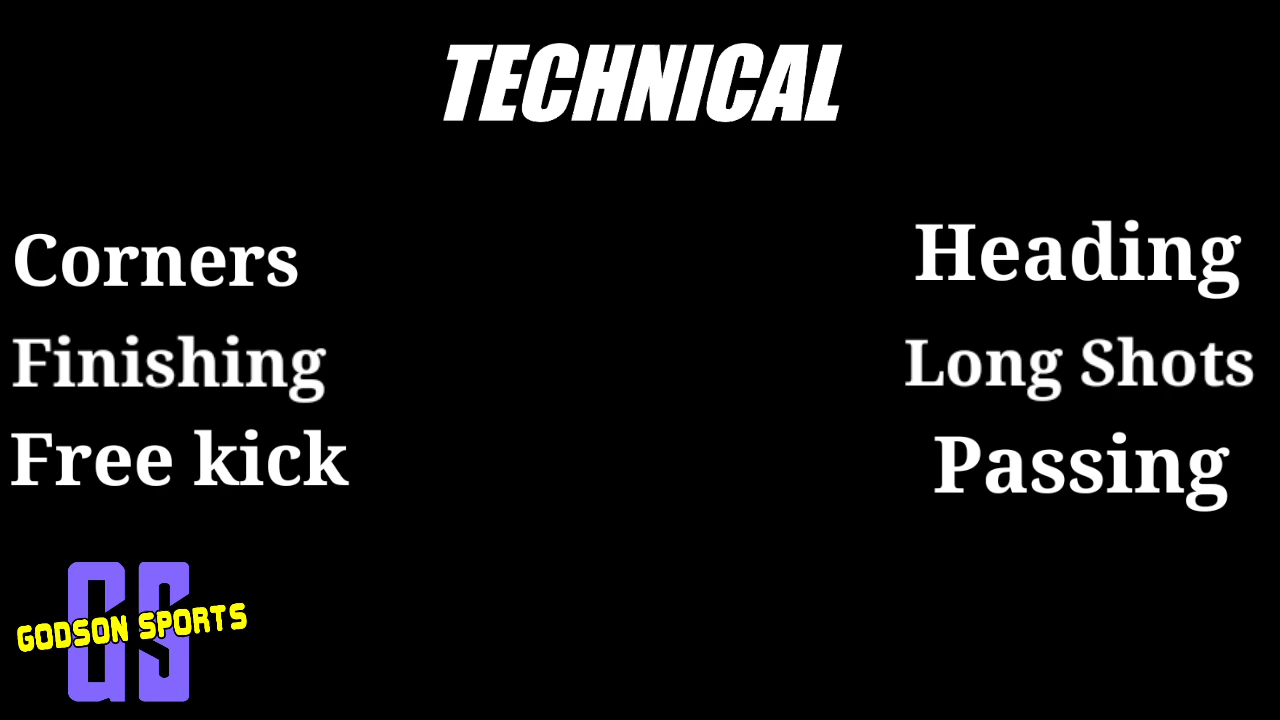 TECHNICAL
Corners
Finishing
Free kick
Heading
Long Shots
Passing
GS
GODSON SPORTS